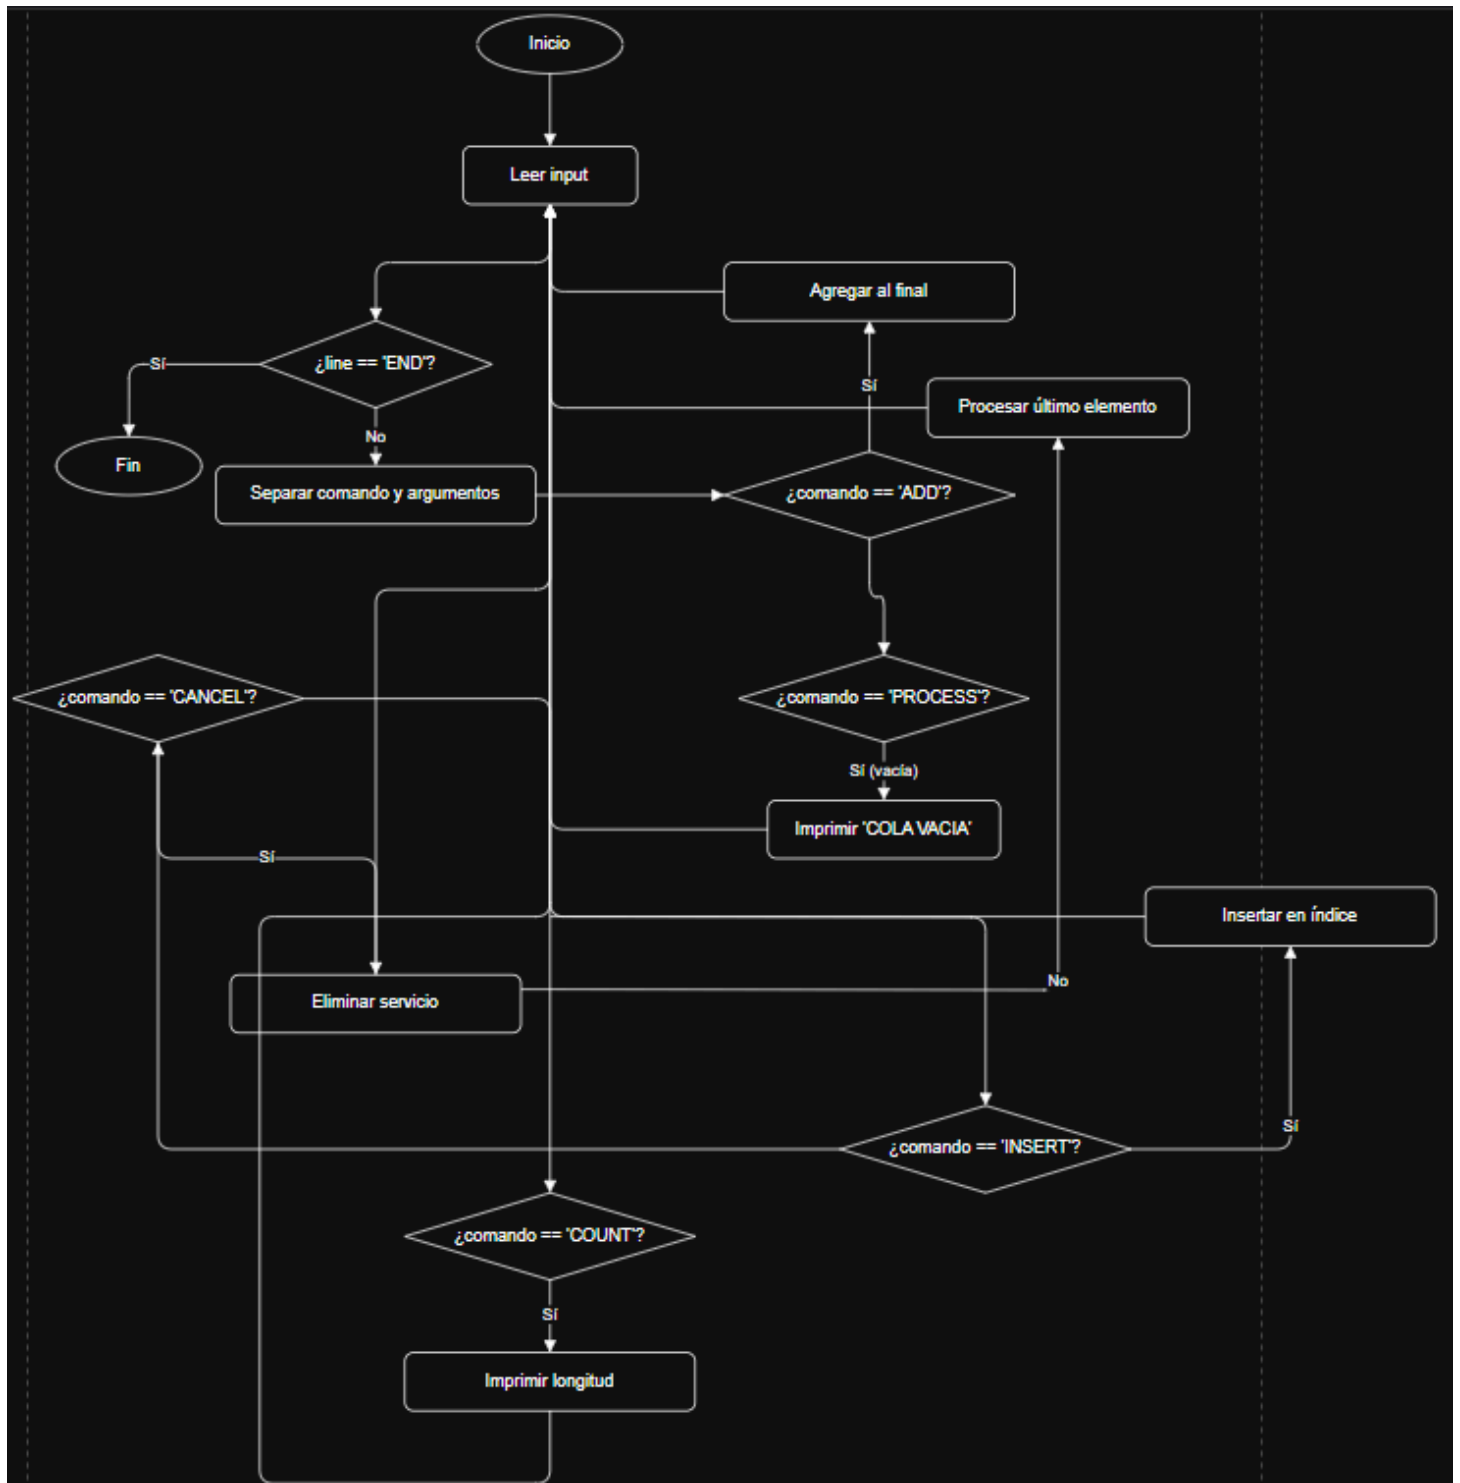 Inicio
Leer input
Agregar al final
¿line == 'END'?
Sí
Sí
Procesar último elemento
No
Fin
Separar comando y argumentos
¿comando == 'ADD'?
¿comando == 'CANCEL'?
¿comando == 'PROCESS'?
Sí (vacía)
Imprimir 'COLA VACIA'
Sí
Insertar en índice
No
Eliminar servicio
Sí
¿comando == 'INSERT'?
¿comando == 'COUNT'?
Sí
Imprimir longitud